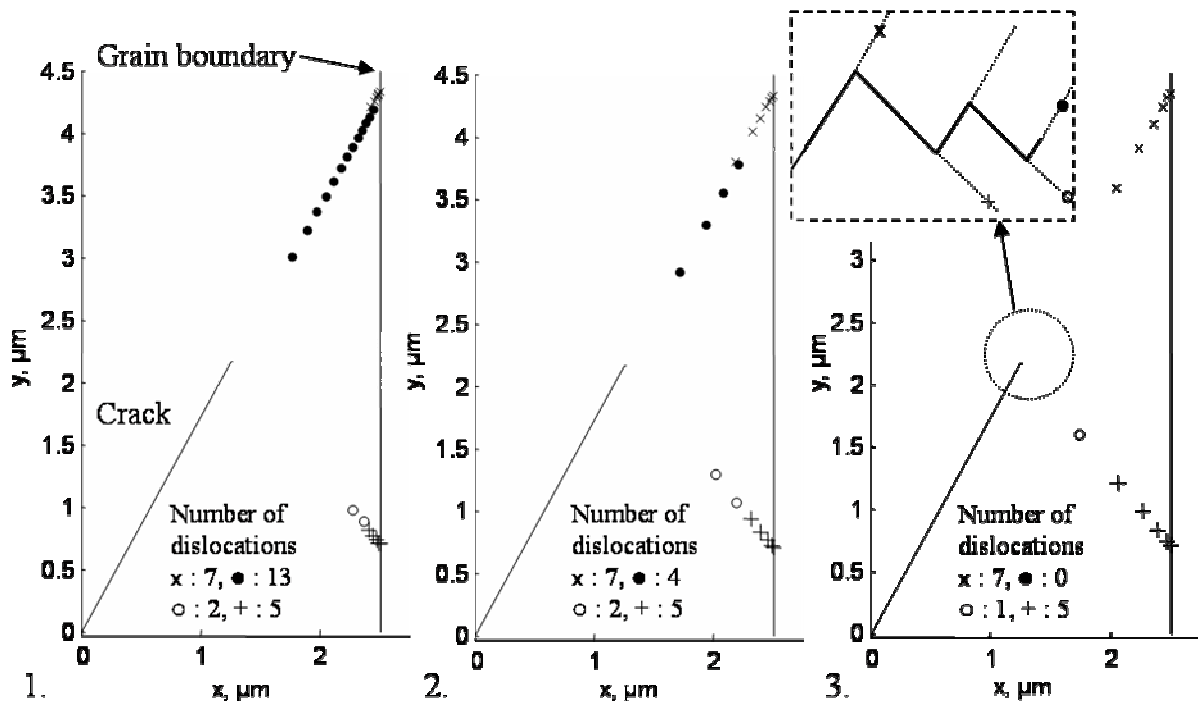 Grain boundary
4.5
4
3.5
3
2.5
2
1.5
1
0.5
0
y, μm
Crack
Number of
dislocations
x : 7, ● : 13
○ : 2, + : 5
0 1 2
x, μm
1.
4.5
4
3.5
3
2.5
2
1.5
1
0.5
0
y, μm
Number of
dislocations
x : 7, ● : 4
○ : 2, + : 5
0 1 2
x, μm
2.
3
2.5
2
1.5
1
0.5
0
y, μm
Number of
dislocations
x : 7, ● : 0
○ : 1, + : 5
0 1 2
x, μm
3.